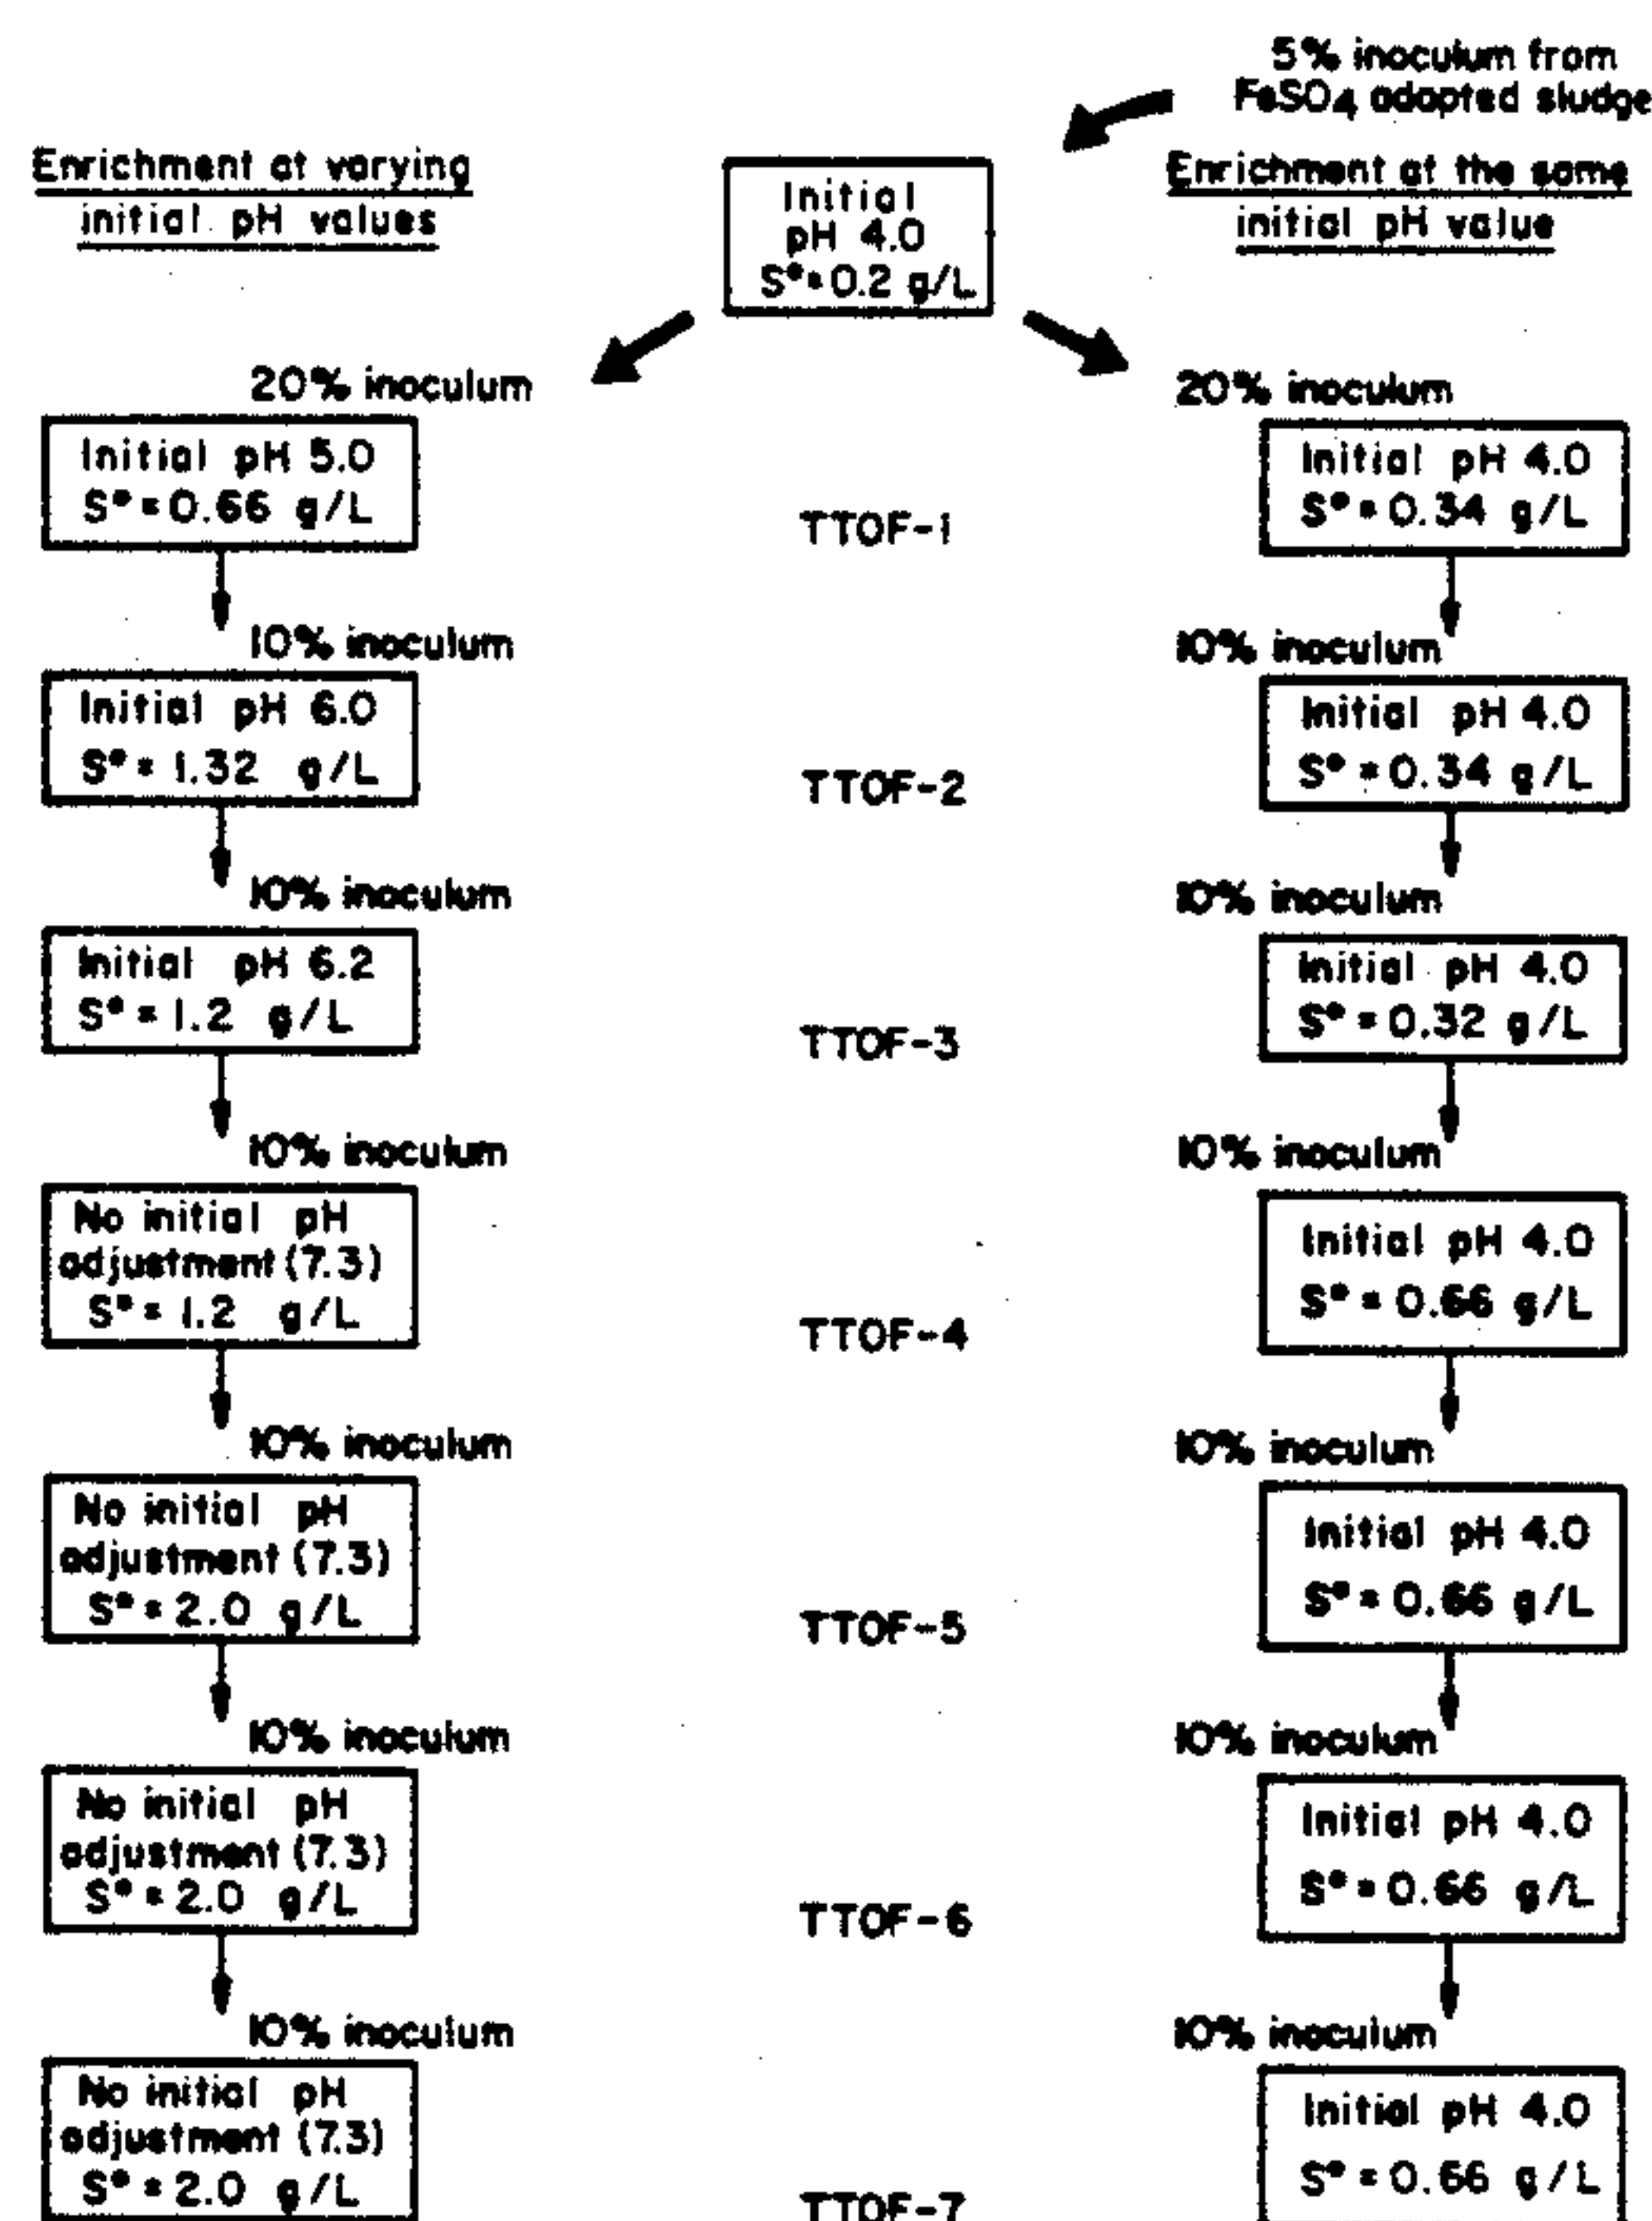 5% inoculum from
FeSO4 adapted sludge
Enrichment at varying
initial pH values
Initial
pH 4.0
S°=0.2 g/L
Enrichment at the same
initial pH value
20% inoculum
20% inoculum
Initial pH 5.0
S°=0.66 g/L
TTOF-1
Initial pH 4.0
S°=0.34 g/L
10% inoculum
10% inoculum
Initial pH 6.0
S°=1.32 g/L
TTOF-2
Initial pH 4.0
S°=0.34 g/L
10% inoculum
10% inoculum
Initial pH 6.2
S°=1.2 g/L
TTOF-3
Initial pH 4.0
S°=0.32 g/L
10% inoculum
10% inoculum
No initial pH
adjustment (7.3)
S°=1.2 g/L
TTOF-4
Initial pH 4.0
S°=0.66 g/L
10% inoculum
10% inoculum
No initial pH
adjustment (7.3)
S°=2.0 g/L
TTOF-5
Initial pH 4.0
S°=0.66 g/L
10% inoculum
10% inoculum
No initial pH
adjustment (7.3)
S°=2.0 g/L
TTOF-6
Initial pH 4.0
S°=0.66 g/L
10% inoculum
10% inoculum
No initial pH
adjustment (7.3)
S°=2.0 g/L
TTOF-7
Initial pH 4.0
S°=0.66 g/L